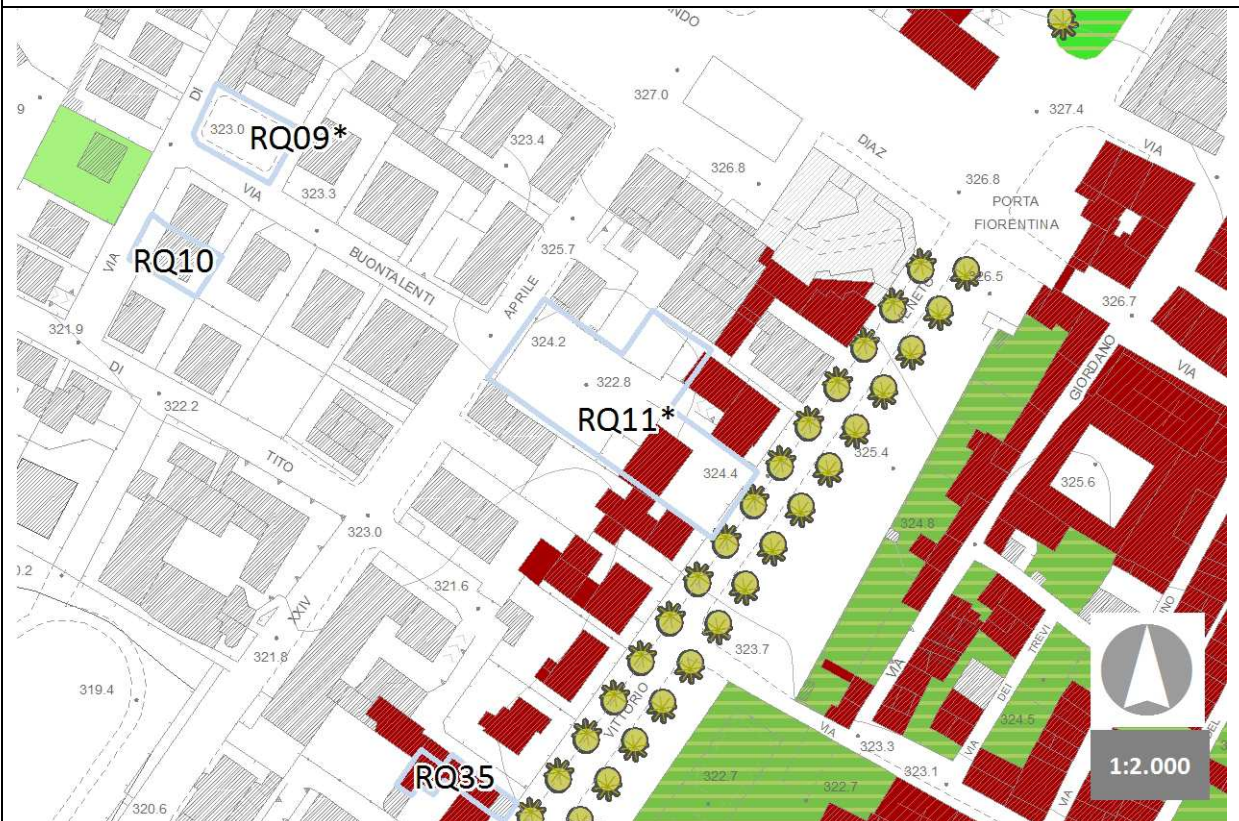 NDO
327.0
327.4
9
DI
323.0
RQ09*
323.4
DIAZ
VIA
326.8
326.8
PORTA
FIORENTINA
VIA
323.3
325.7
BUONTALENTI
RQ10
VIA
326.5
326.7
APRILE
VENETO
321.9
324.2
GIORDANO
VIA
DI
322.8
322.2
RQ11*
325.4
TITO
324.4
325.6
324.8
323.0
0.2
321.6
XXIV
TREVI
UNO
323.7
321.8
VIA
319.4
VITTORIO
DEI
324.5
DEL
VIA
VIA
323.3
RQ35
322.7
322.7
323.1
VIA
1:2.000
320.6